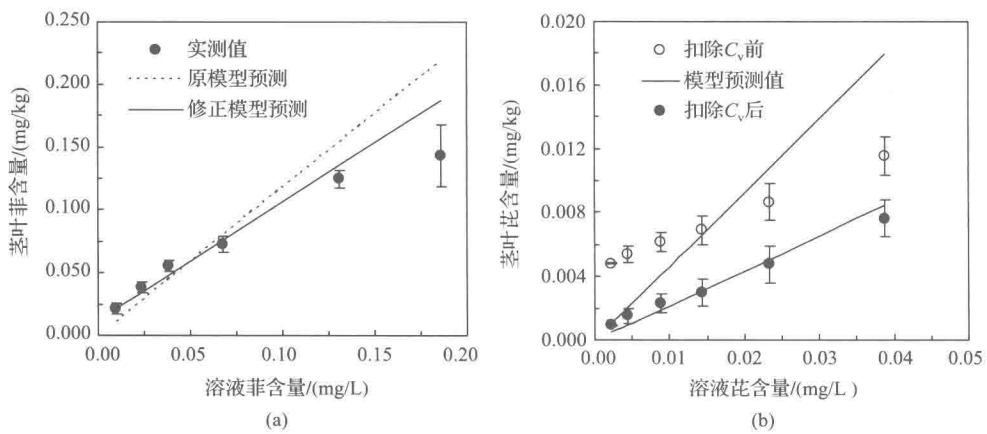 0.250
0.200
0.150
0.100
0.050
0.000
0.00
0.05
0.10
0.15
0.20
茎叶菲含量/(mg/kg)
实测值
原模型预测
修正模型预测
溶液菲含量/(mg/L)
(a)
0.020
0.016
0.012
0.008
0.004
0.000
0.00
0.01
0.02
0.03
0.04
0.05
茎叶芘含量/(mg/kg)
扣除Cv前
模型预测值
扣除Cv后
溶液芘含量/(mg/L )
(b)